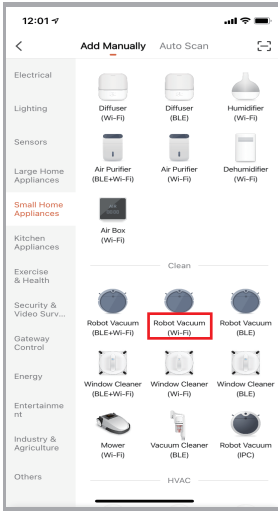 12:01
Add Manually Auto Scan
Electrical
Lighting
Sensors
Large Home
Appliances
Small Home
Appliances
Kitchen
Appliances
Exercise
& Health
Security &
Video Surv...
Gateway
Control
Energy
Entertainme
nt
Industry &
Agriculture
Others
Diffuser
(Wi-Fi)
Diffuser
(BLE)
Humidifier
(Wi-Fi)
Air Purifier
(BLE+Wi-Fi)
Air Purifier
(Wi-Fi)
Dehumidifier
(Wi-Fi)
Air Box
(Wi-Fi)
Clean
Robot Vacuum
(BLE+Wi-Fi)
Robot Vacuum
(Wi-Fi)
Robot Vacuum
(BLE)
Window Cleaner
(BLE+Wi-Fi)
Window Cleaner
(Wi-Fi)
Window Cleaner
(BLE)
Mower
(Wi-Fi)
Vacuum Cleaner
(BLE)
Robot Vacuum
(IPC)
HVAC